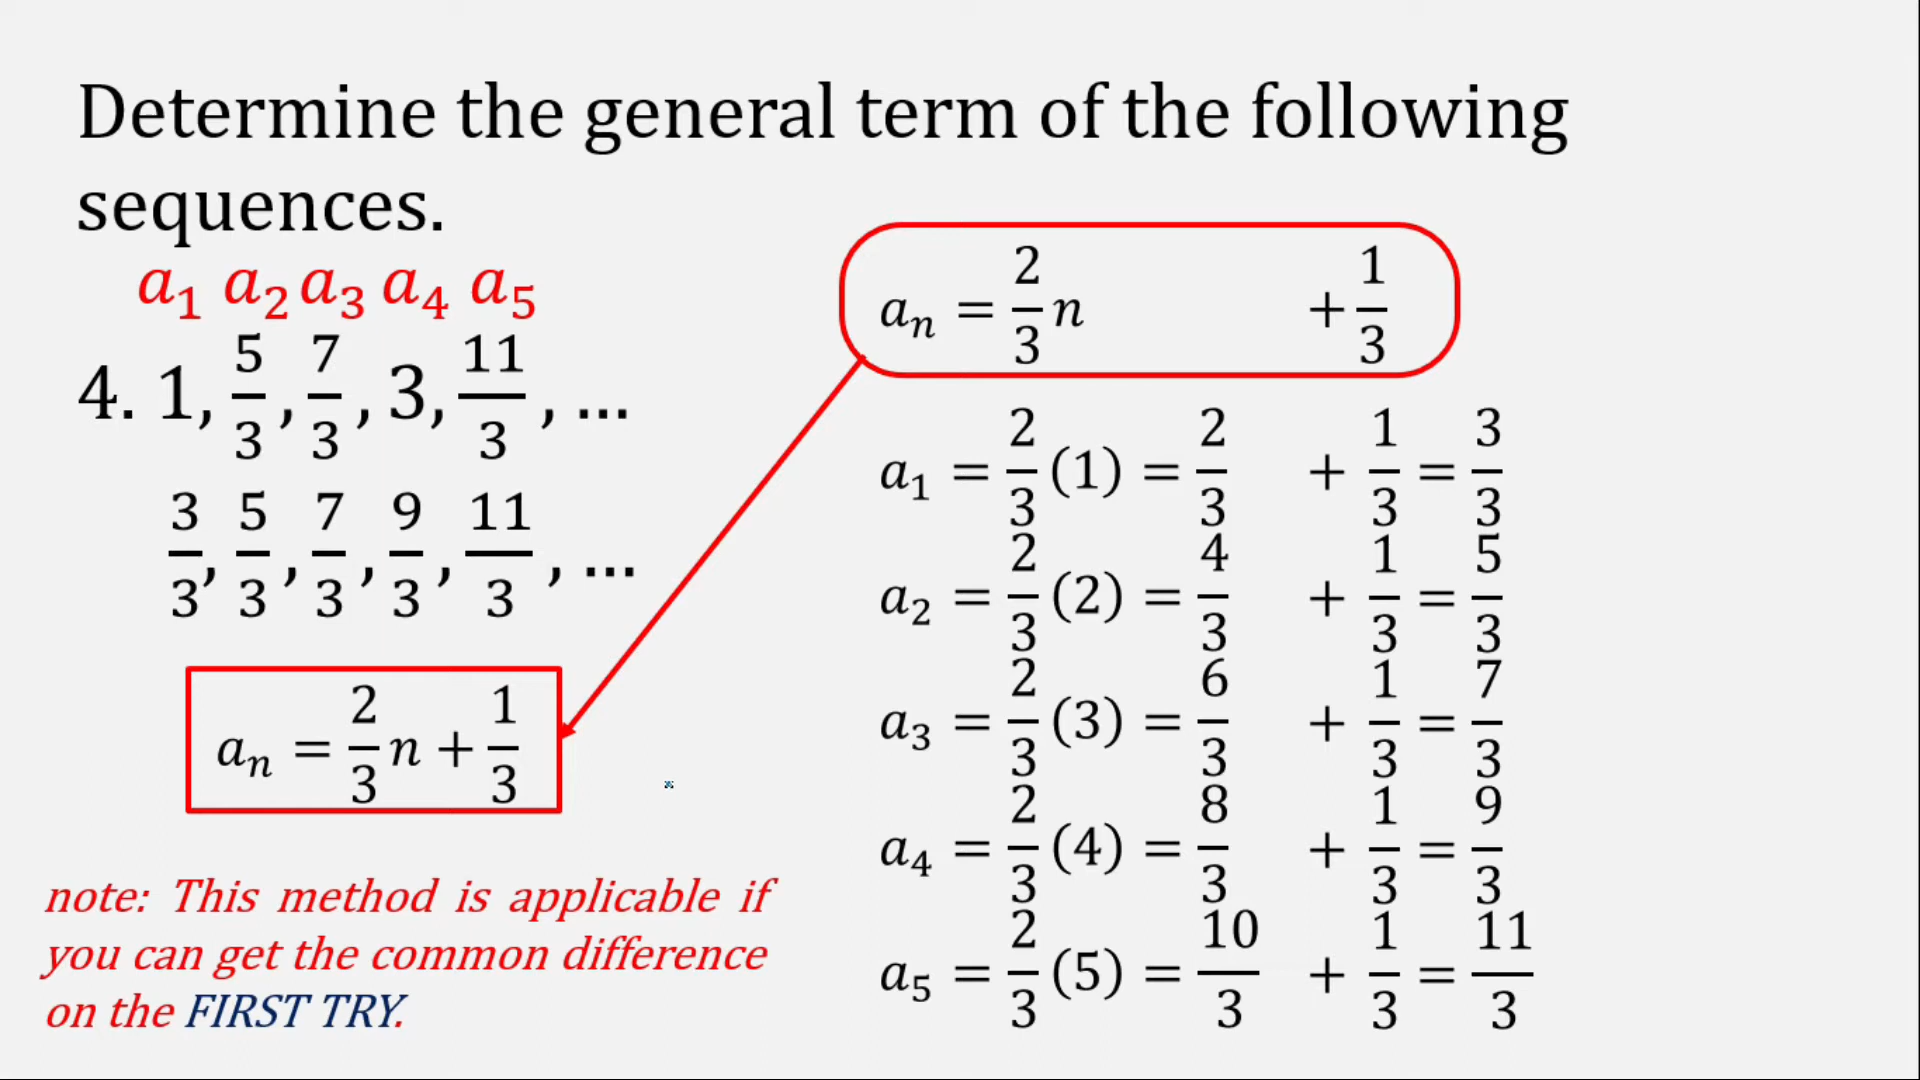 Determine the general term of the following
sequences.
a₁ a₂ a₃ a₄ a₅
4. 1, 5/3, 7/3, 3, 11/3, ...
3/3, 5/3, 7/3, 9/3, 11/3, ...
aₙ = 2/3 n + 1/3
note: This method is applicable if
you can get the common difference
on the FIRST TRY.
aₙ = 2/3 n + 1/3
a₁ = 2/3 (1) = 2/3 + 1/3 = 3/3
a₂ = 2/3 (2) = 4/3 + 1/3 = 5/3
a₃ = 2/3 (3) = 6/3 + 1/3 = 7/3
a₄ = 2/3 (4) = 8/3 + 1/3 = 9/3
a₅ = 2/3 (5) = 10/3 + 1/3 = 11/3